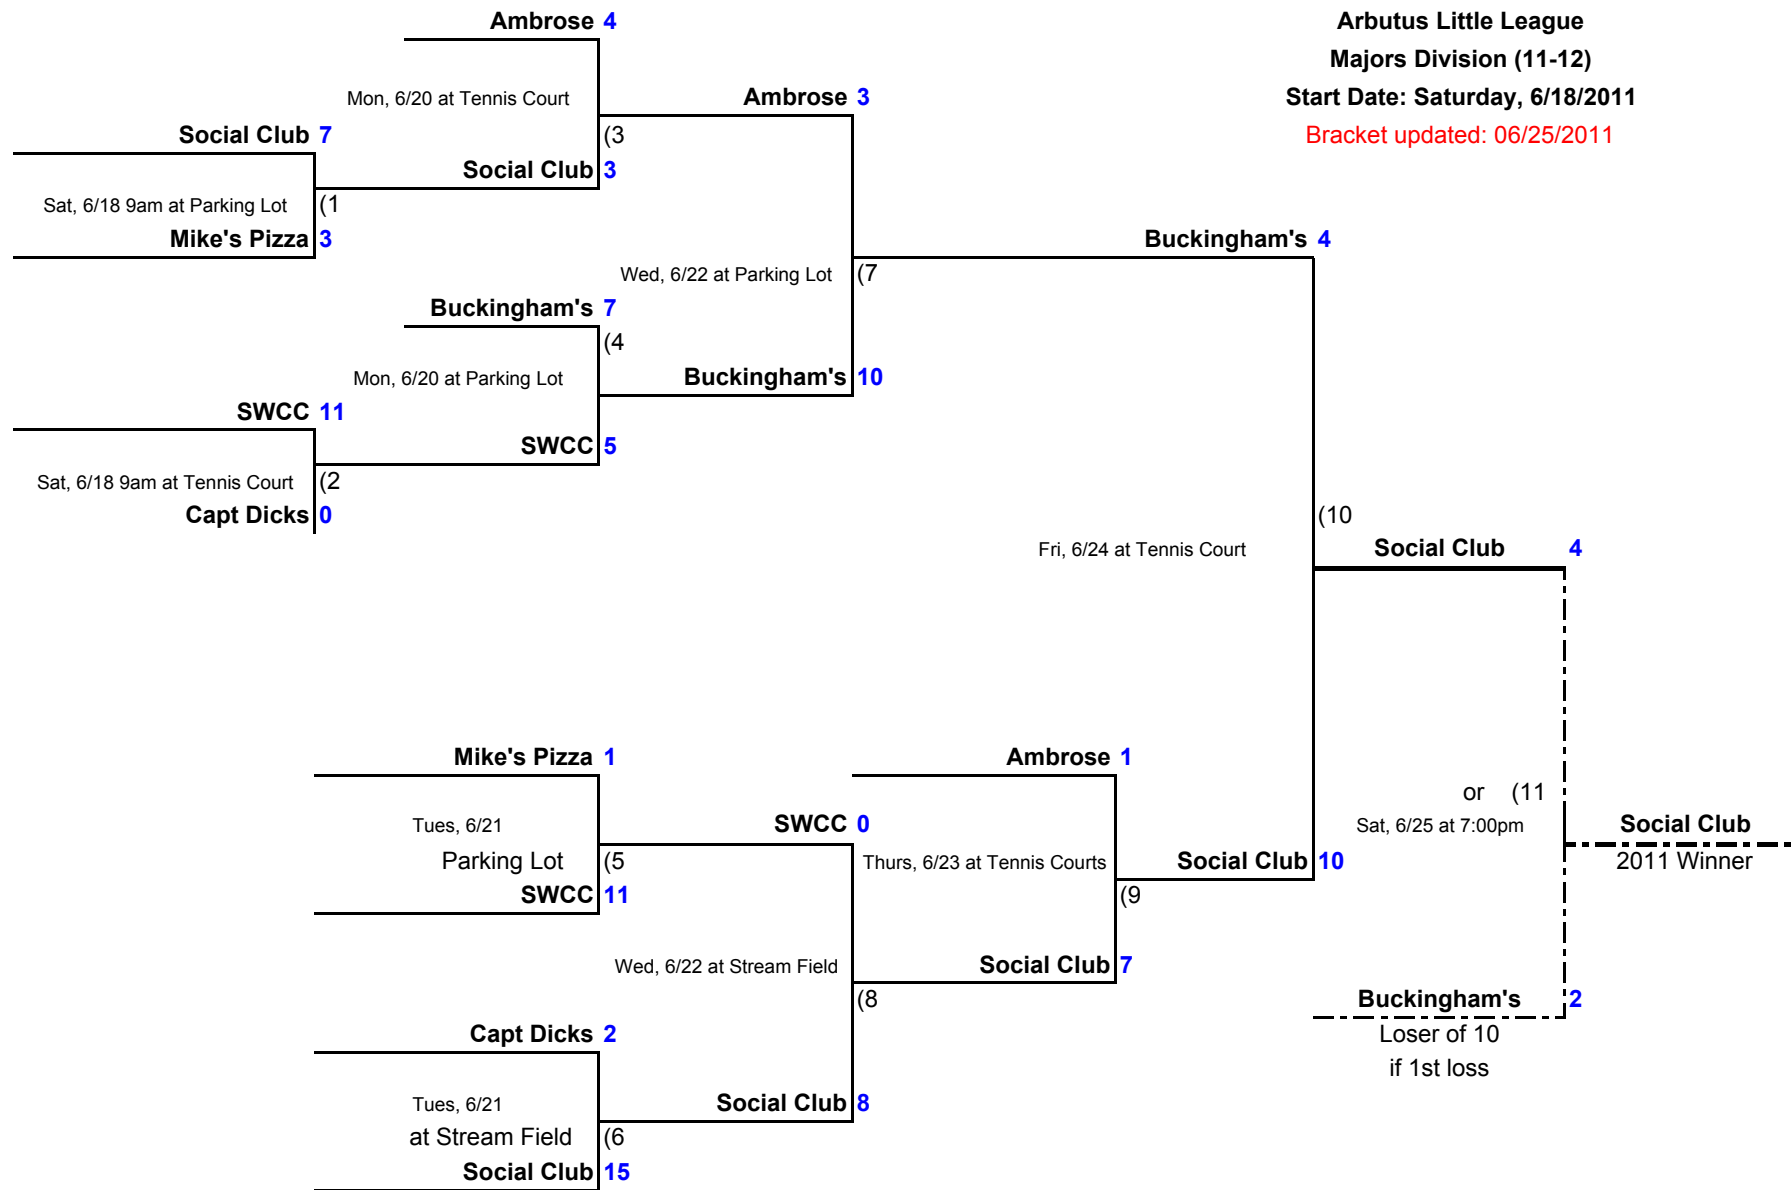 Ambrose 4
Arbutus Little League
Majors Division (11-12)
Start Date: Saturday, 6/18/2011
Bracket updated: 06/25/2011
Mon, 6/20 at Tennis Court
Ambrose 3
Social Club 7
(3
Social Club 3
Sat, 6/18 9am at Parking Lot (1
Mike's Pizza 3
Buckingham's 4
Wed, 6/22 at Parking Lot (7
Buckingham's 7
(4
Mon, 6/20 at Parking Lot
Buckingham's 10
SWCC 11
SWCC 5
Sat, 6/18 9am at Tennis Court (2
Capt Dicks 0
(10
Fri, 6/24 at Tennis Court
Social Club 4
Mike's Pizza 1
Ambrose 1
or (11
Tues, 6/21
SWCC 0
Sat, 6/25 at 7:00pm
Social Club
Parking Lot (5
Thurs, 6/23 at Tennis Courts
Social Club 10
2011 Winner
SWCC 11
(9
Wed, 6/22 at Stream Field
Social Club 7
(8
Buckingham's 2
Capt Dicks 2
Loser of 10
if 1st loss
Tues, 6/21
Social Club 8
at Stream Field (6
Social Club 15